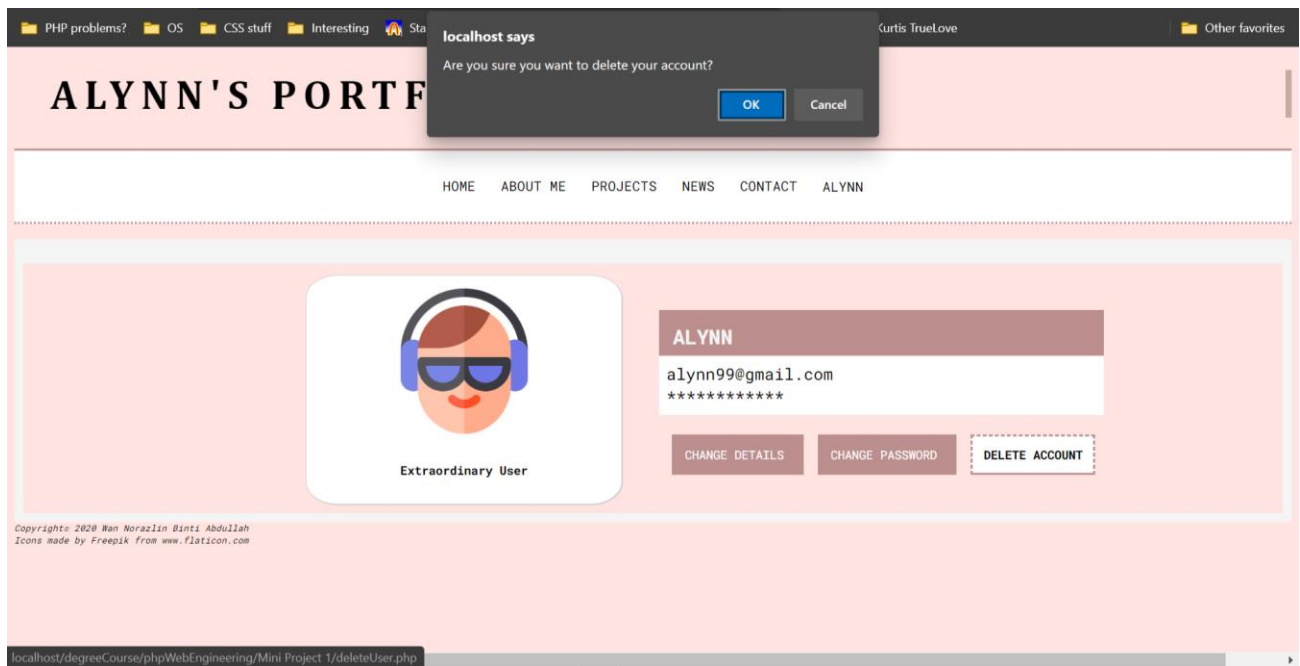 PHP problems? OS CSS stuff Interesting Sta Kurtis TrueLove Other favorites
localhost says
Are you sure you want to delete your account?
OK Cancel
ALYNN'S PORTF
HOME ABOUT ME PROJECTS NEWS CONTACT ALYNN
ALYNN
alynn99@gmail.com
************
CHANGE DETAILS CHANGE PASSWORD DELETE ACCOUNT
Extraordinary User
Copyright© 2020 Wan Norazlin Binti Abdullah
Icons made by Freepik from www.flaticon.com
localhost/degreeCourse/phpWebEngineering/Mini Project 1/deleteUser.php